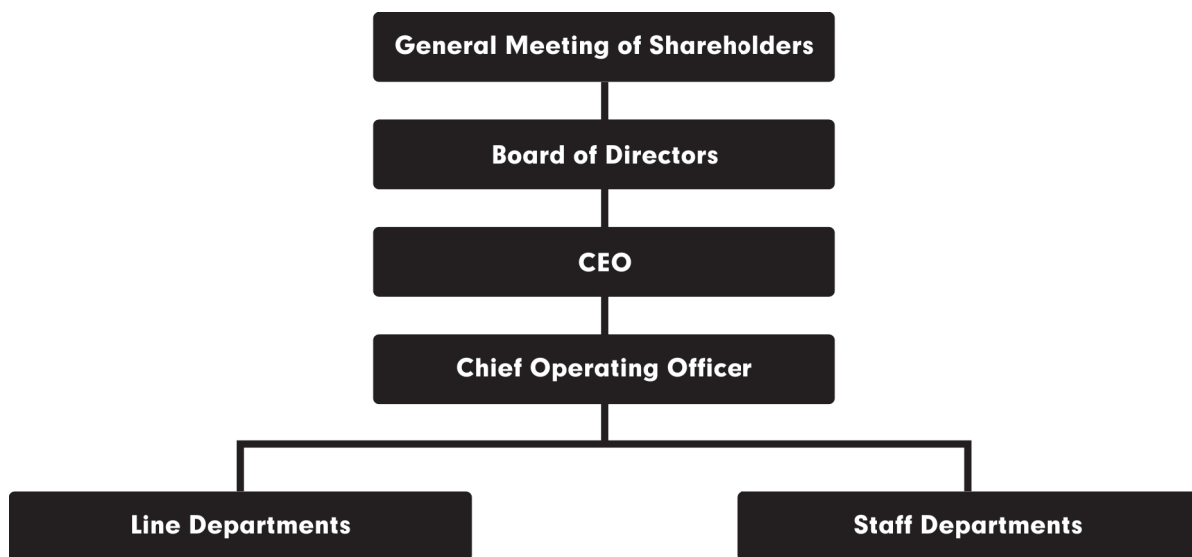 General Meeting of Shareholders
Board of Directors
CEO
Chief Operating Officer
Line Departments
Staff Departments